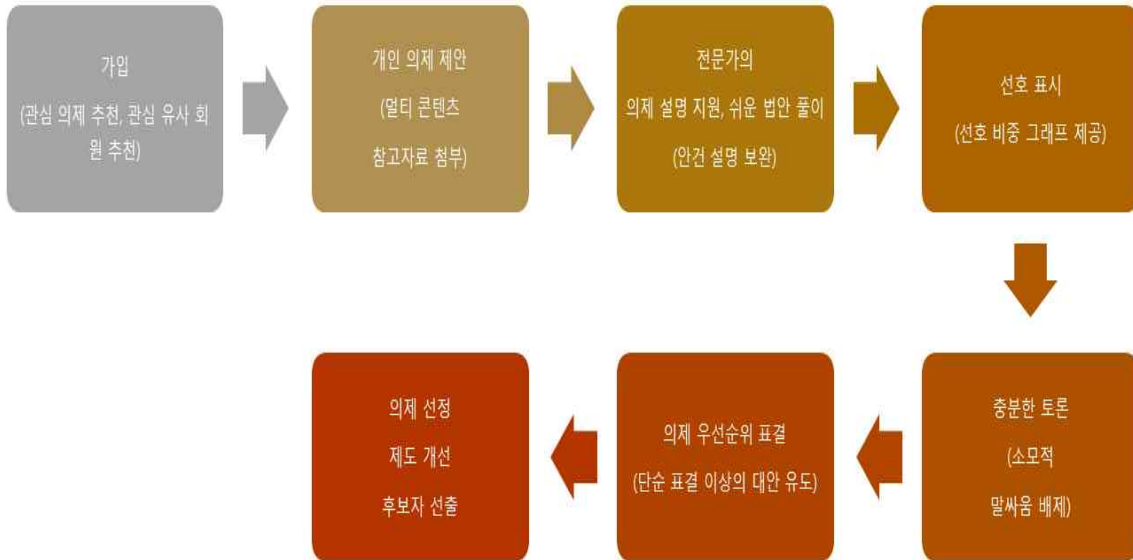 가입
(관심 의제 추천, 관심 유사 회
원 추천)
개인 의제 제안
(멀티 콘텐츠
참고자료 첨부)
전문가의
의제 설명 지원, 쉬운 법안 풀이
(안건 설명 보완)
선호 표시
(선호 비중 그래프 제공)
충분한 토론
(소모적
말싸움 배제)
의제 우선순위 표결
(단순 표결 이상의 대안 유도)
의제 선정
제도 개선
후보자 선출